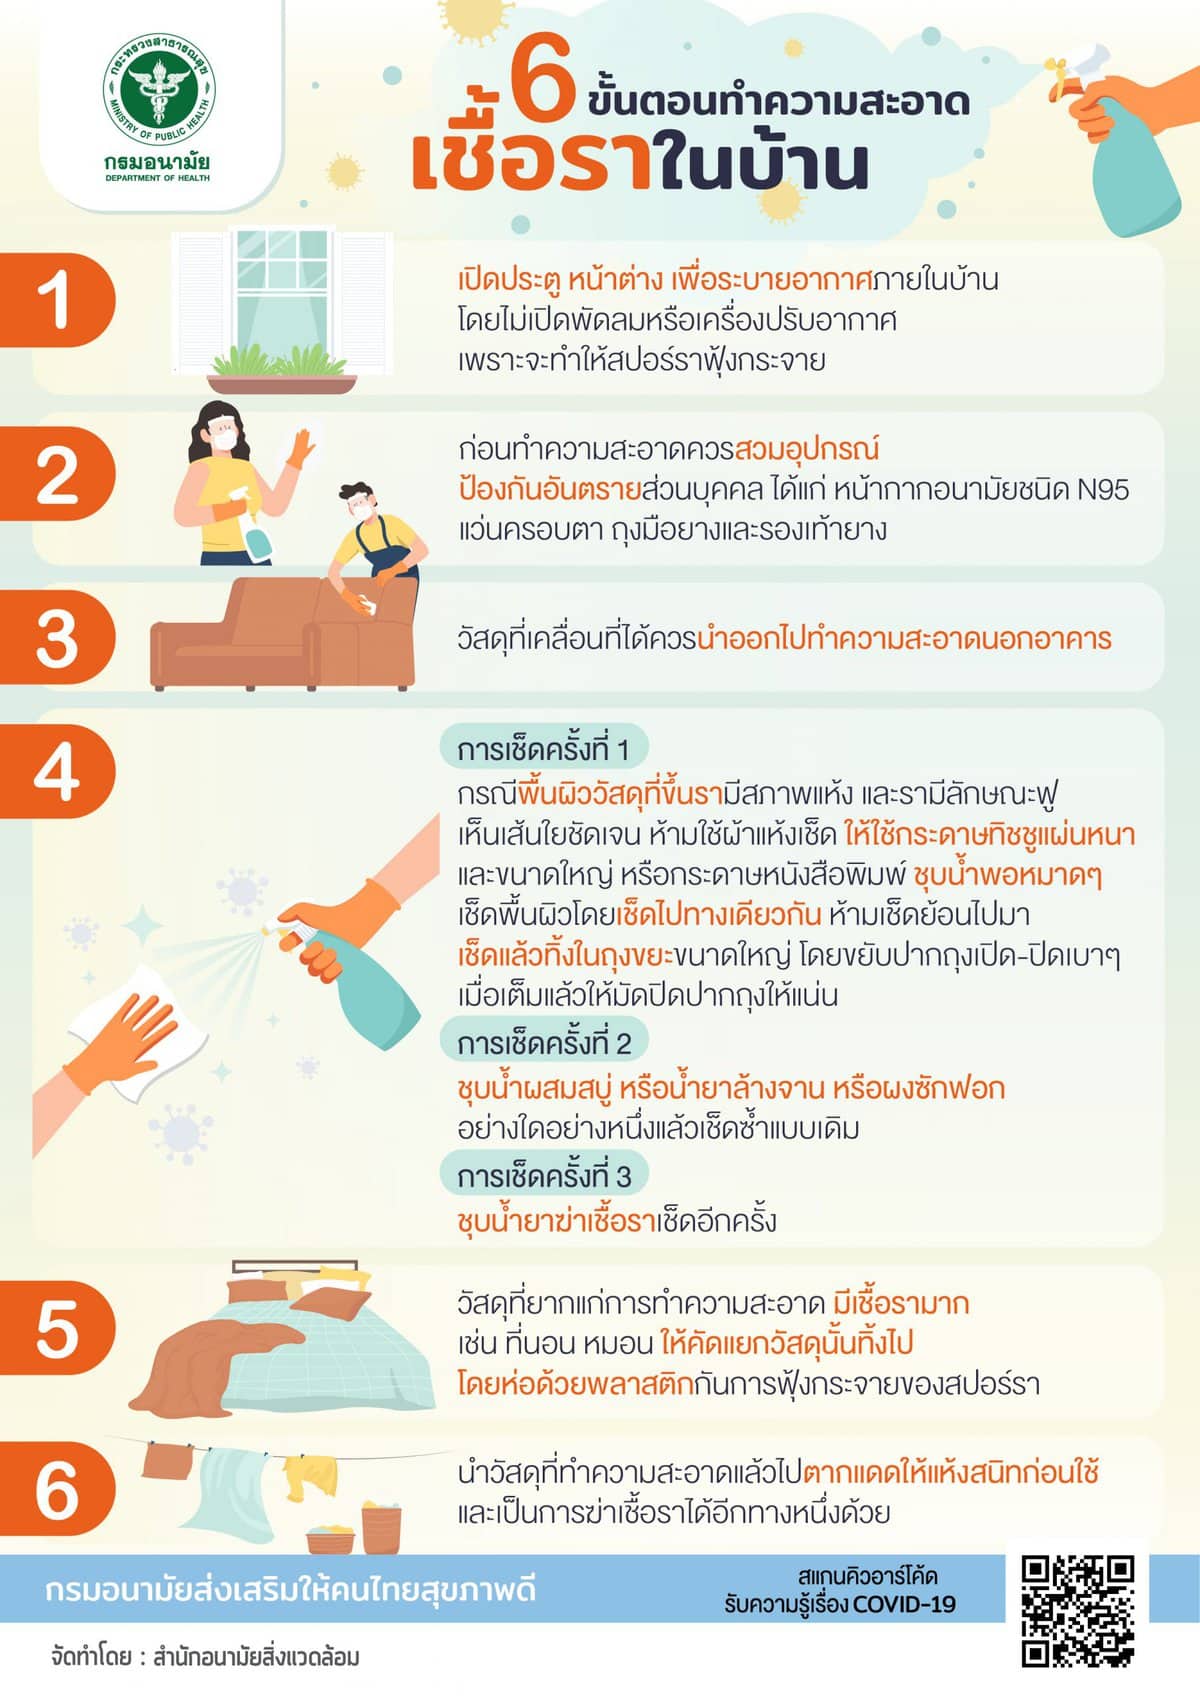 กระทรวงสาธารณสุข
MINISTRY OF PUBLIC HEALTH
กรมอนามัย
DEPARTMENT OF HEALTH
6 ขั้นตอนทำความสะอาด
เชื้อราในบ้าน
1
เปิดประตู หน้าต่าง เพื่อระบายอากาศภายในบ้าน
โดยไม่เปิดพัดลมหรือเครื่องปรับอากาศ
เพราะจะทำให้สปอร์ราฟุ้งกระจาย
2
ก่อนทำความสะอาดควรสวมอุปกรณ์
ป้องกันอันตรายส่วนบุคคล ได้แก่ หน้ากากอนามัยชนิด N95
แว่นครอบตา ถุงมือยางและรองเท้ายาง
3
วัสดุที่เคลื่อนที่ได้ควรนำออกไปทำความสะอาดนอกอาคาร
4
การเช็ดครั้งที่ 1
กรณีพื้นผิววัสดุที่ขึ้นรามีสภาพแห้ง และรามีลักษณะฟู
เห็นเส้นใยชัดเจน ห้ามใช้ผ้าแห้งเช็ด ให้ใช้กระดาษทิชชูแผ่นหนา
และขนาดใหญ่ หรือกระดาษหนังสือพิมพ์ ชุบน้ำพอหมาดๆ
เช็ดพื้นผิวโดยเช็ดไปทางเดียวกัน ห้ามเช็ดย้อนไปมา
เช็ดแล้วทิ้งในถุงขยะขนาดใหญ่ โดยขยับปากถุงเปิด-ปิดเบาๆ
เมื่อเต็มแล้วให้มัดปิดปากถุงให้แน่น
การเช็ดครั้งที่ 2
ชุบน้ำผสมสบู่ หรือน้ำยาล้างจาน หรือผงซักฟอก
อย่างใดอย่างหนึ่งแล้วเช็ดซ้ำแบบเดิม
การเช็ดครั้งที่ 3
ชุบน้ำยาฆ่าเชื้อราเช็ดอีกครั้ง
5
วัสดุที่ยากแก่การทำความสะอาด มีเชื้อรามาก
เช่น ที่นอน หมอน ให้คัดแยกวัสดุนั้นทิ้งไป
โดยห่อด้วยพลาสติกกันการฟุ้งกระจายของสปอร์รา
6
นำวัสดุที่ทำความสะอาดแล้วไปตากแดดให้แห้งสนิทก่อนใช้
และเป็นการฆ่าเชื้อราได้อีกทางหนึ่งด้วย
กรมอนามัยส่งเสริมให้คนไทยสุขภาพดี
สแกนคิวอาร์โค้ด
รับความรู้เรื่อง COVID-19
จัดทำโดย : สำนักอนามัยสิ่งแวดล้อม